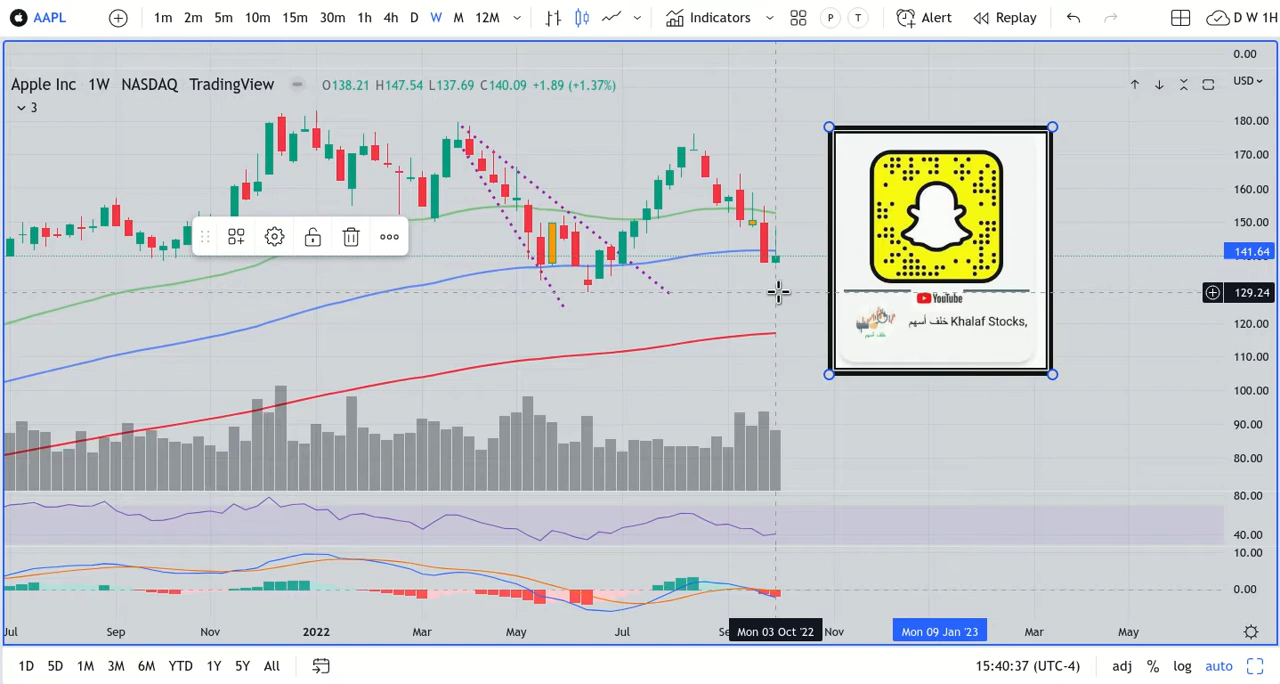 AAPL 1m 2m 5m 10m 15m 30m 1h 4h D W M 12M Indicators P T Alert Replay D W 1H
Apple Inc 1W NASDAQ TradingView O138.21 H147.54 L137.69 C140.09 +1.89 (+1.37%)
3
0.00
USD
180.00
170.00
160.00
150.00
141.64
129.24
120.00
110.00
100.00
90.00
80.00
80.00
40.00
10.00
0.00
YouTube
خلف أسهم Khalaf Stocks,
خلف أسهم
Jul Sep Nov 2022 Mar May Jul Se Mon 03 Oct '22 Nov Mon 09 Jan '23 Mar May
1D 5D 1M 3M 6M YTD 1Y 5Y All 15:40:37 (UTC-4) adj % log auto